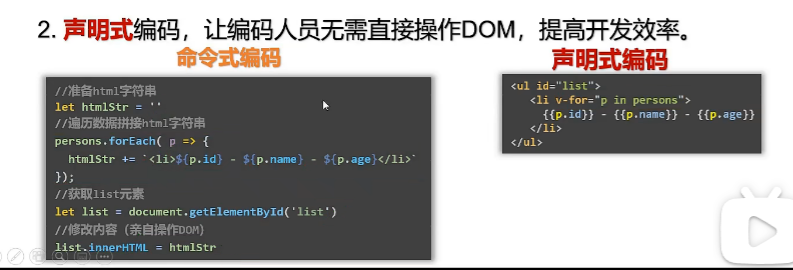 2. 声明式编码，让编码人员无需直接操作DOM，提高开发效率。
命令式编码
//准备html字符串
let htmlStr = ''
//遍历数据拼接html字符串
persons.forEach( p => {
htmlStr += `<li>${p.id} - ${p.name} - ${p.age}</li>`
});
//获取list元素
let list = document.getElementById('list')
//修改内容（亲自操作DOM）
list.innerHTML = htmlStr
声明式编码
<ul id="list">
<li v-for="p in persons">
{{p.id}} - {{p.name}} - {{p.age}}
</li>
</ul>